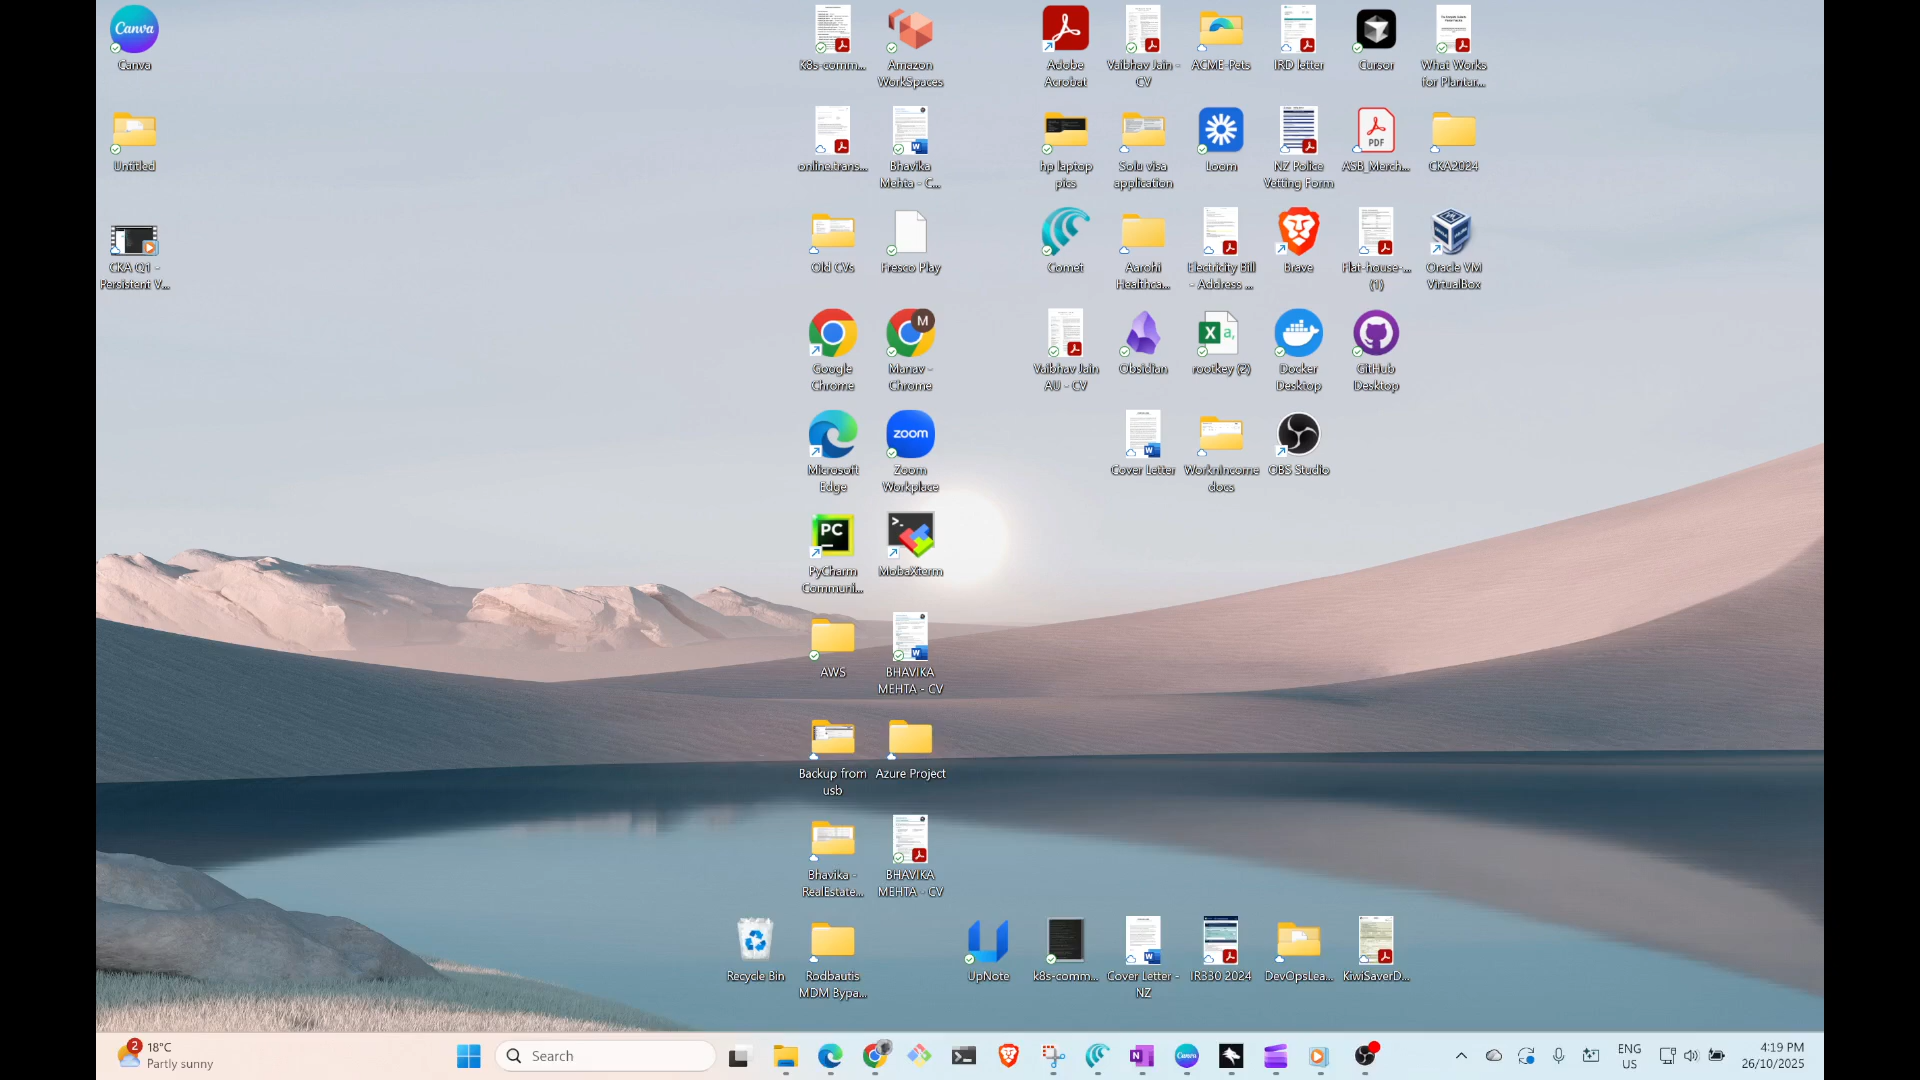 Canva
Untitled
CKA Q1 -
Persistent V...
K8s-comm...
Amazon
WorkSpaces
Adobe
Acrobat
Vaibhav Jain -
CV
ACME-Pets
IRD letter
Cursor
What Works
for Plantar...
online.trans...
Bhavika
Mehta - C...
hp laptop
pics
Solu visa
application
Loom
NZ Police
Vetting Form
ASB_Merch...
CKA2024
Old CVs
Fresco Play
Comet
Aarohi
Healthca...
Electricity Bill
- Address ...
Brave
Flat-house-...
(1)
Oracle VM
VirtualBox
Google
Chrome
Manav -
Chrome
Vaibhav Jain
AU - CV
Obsidian
rootkey (2)
Docker
Desktop
GitHub
Desktop
Microsoft
Edge
zoom
Zoom
Workplace
Cover Letter
WorknIncome
docs
OBS Studio
PyCharm
Communi...
MobaXterm
AWS
BHAVIKA
MEHTA - CV
Backup from
usb
Azure Project
Bhavika -
RealEstate...
BHAVIKA
MEHTA - CV
Recycle Bin
Rodbautis
MDM Bypa...
UpNote
k8s-comm...
Cover Letter -
NZ
IR330 2024
DevOpsLea...
KiwiSaverD...
2
18°C
Partly sunny
Search
ENG
US
4:19 PM
26/10/2025